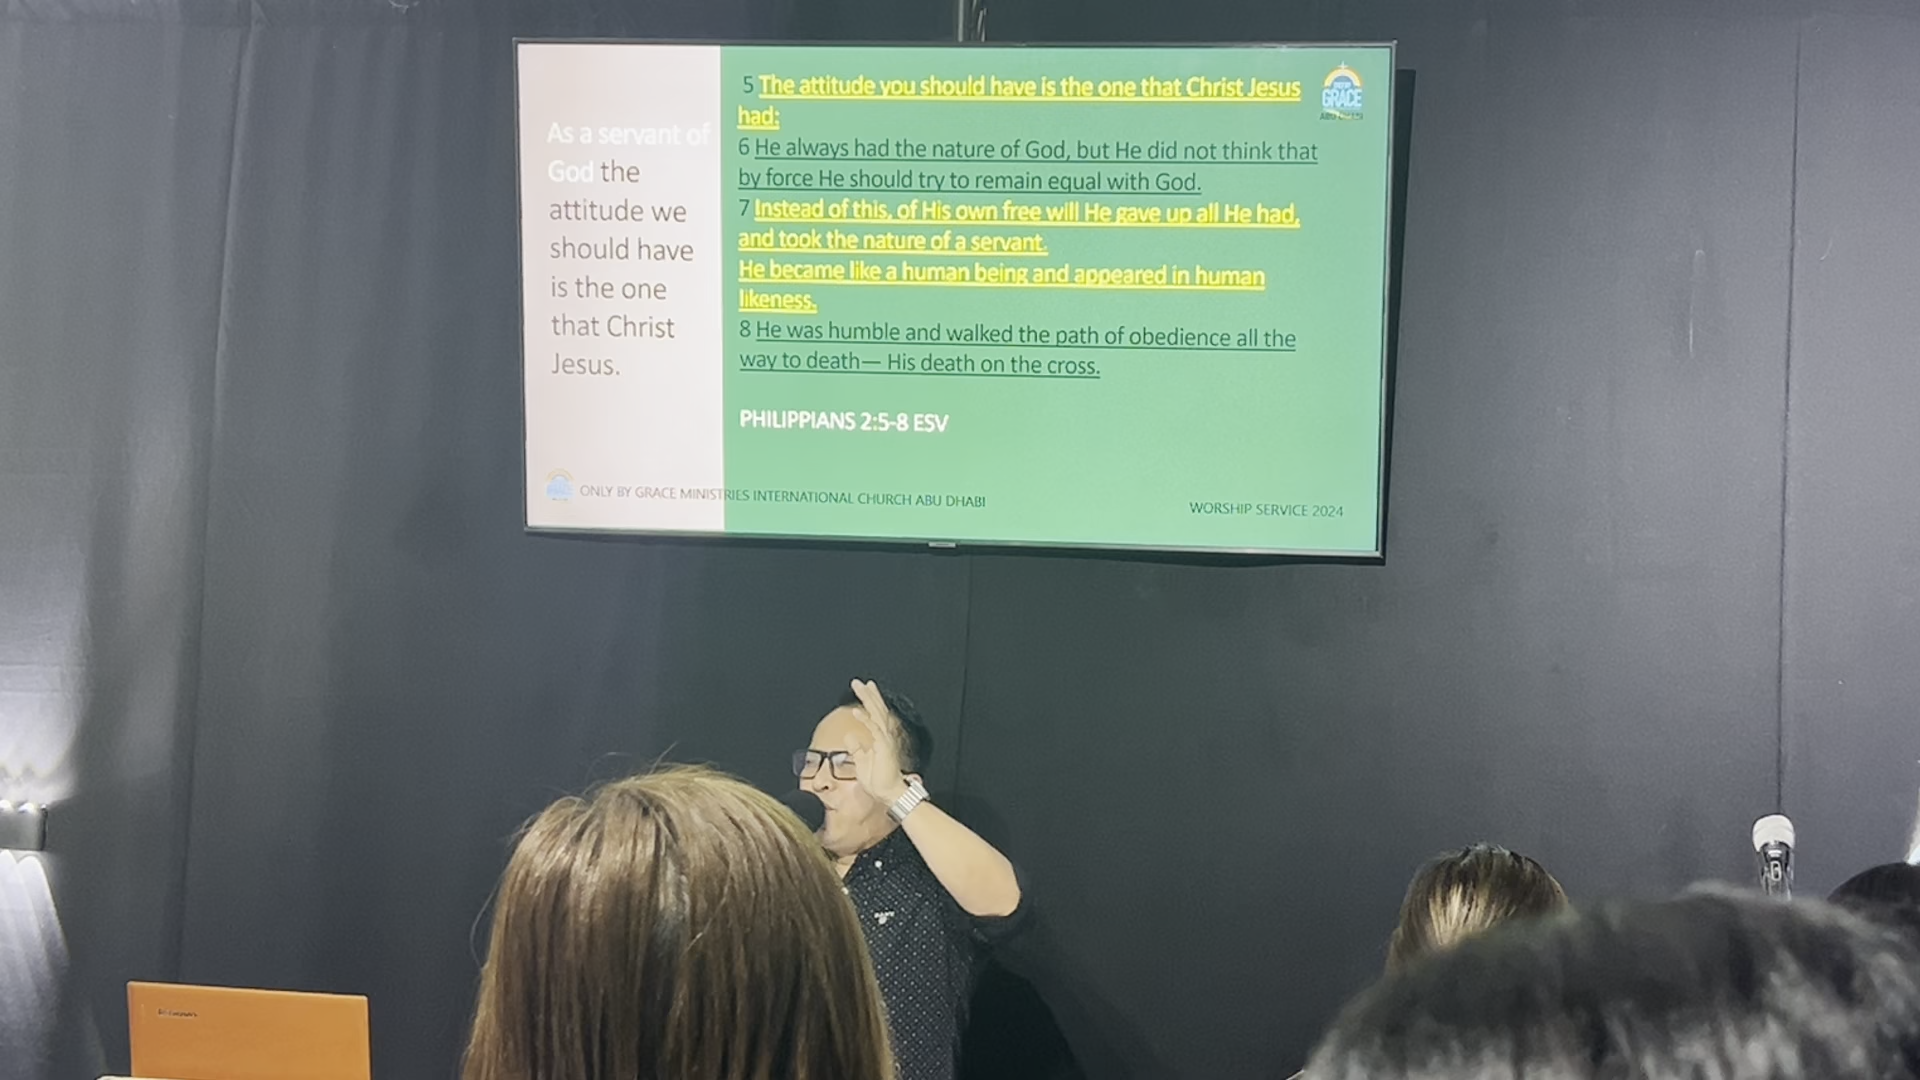 As a servant of
God the
attitude we
should have
is the one
that Christ
Jesus.
5 The attitude you should have is the one that Christ Jesus
had:
6 He always had the nature of God, but He did not think that
by force He should try to remain equal with God.
7 Instead of this, of His own free will He gave up all He had,
and took the nature of a servant.
He became like a human being and appeared in human
likeness.
8 He was humble and walked the path of obedience all the
way to death— His death on the cross.
PHILIPPIANS 2:5-8 ESV
GRACE
ABU DHABI
ONLY BY GRACE MINISTRIES INTERNATIONAL CHURCH ABU DHABI
WORSHIP SERVICE 2024